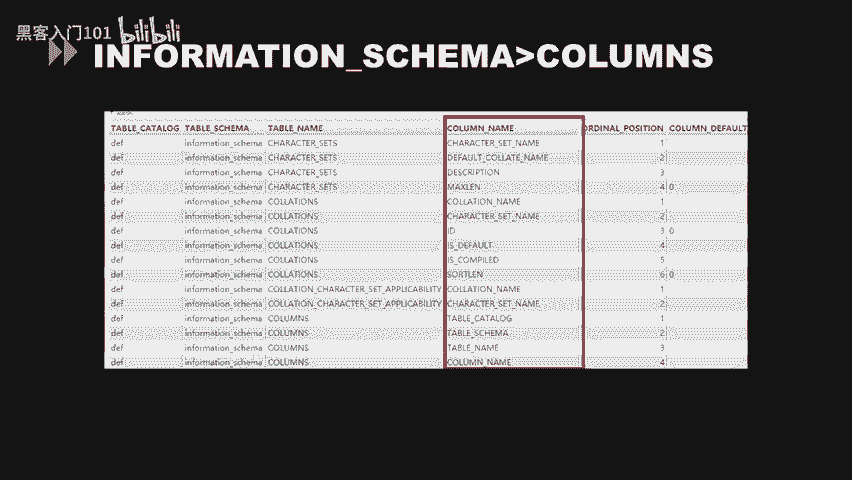 黑客入门101 bilibili
INFORMATION_SCHEMA>COLUMNS
TABLE_CATALOG TABLE_SCHEMA TABLE_NAME COLUMN_NAME ORDINAL_POSITION COLUMN_DEFAULT
def information_schema CHARACTER_SETS CHARACTER_SET_NAME 1
def information_schema CHARACTER_SETS DEFAULT_COLLATE_NAME 2
def information_schema CHARACTER_SETS DESCRIPTION 3
def information_schema CHARACTER_SETS MAXLEN 4 0
def information_schema COLLATIONS COLLATION_NAME 1
def information_schema COLLATIONS CHARACTER_SET_NAME 2
def information_schema COLLATIONS ID 3 0
def information_schema COLLATIONS IS_DEFAULT 4
def information_schema COLLATIONS IS_COMPILED 5
def information_schema COLLATIONS SORTLEN 6 0
def information_schema COLLATION_CHARACTER_SET_APPLICABILITY COLLATION_NAME 1
def information_schema COLLATION_CHARACTER_SET_APPLICABILITY CHARACTER_SET_NAME 2
def information_schema COLUMNS TABLE_CATALOG 1
def information_schema COLUMNS TABLE_SCHEMA 2
def information_schema COLUMNS TABLE_NAME 3
def information_schema COLUMNS COLUMN_NAME 4